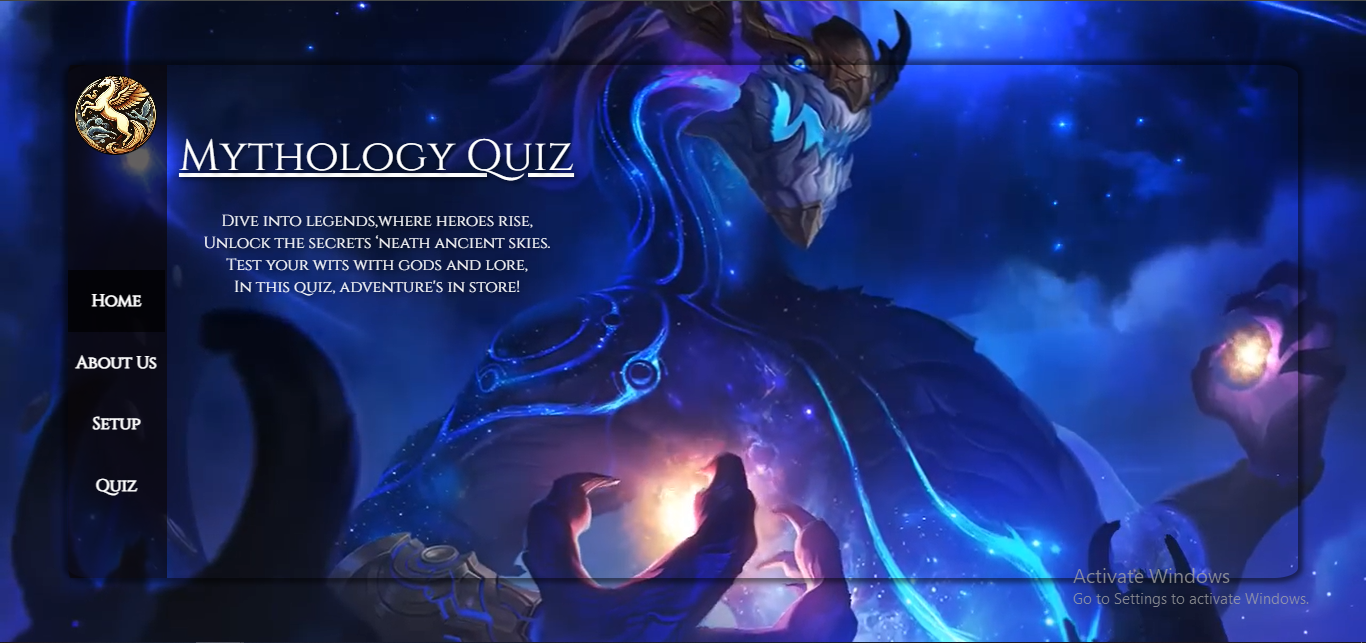 Mythology Quiz
Dive into legends,where heroes rise,
Unlock the secrets ‘neath ancient skies.
Test your wits with gods and lore,
In this quiz, adventure's in store!
Home
About Us
Setup
Quiz
Activate Windows
Go to Settings to activate Windows.